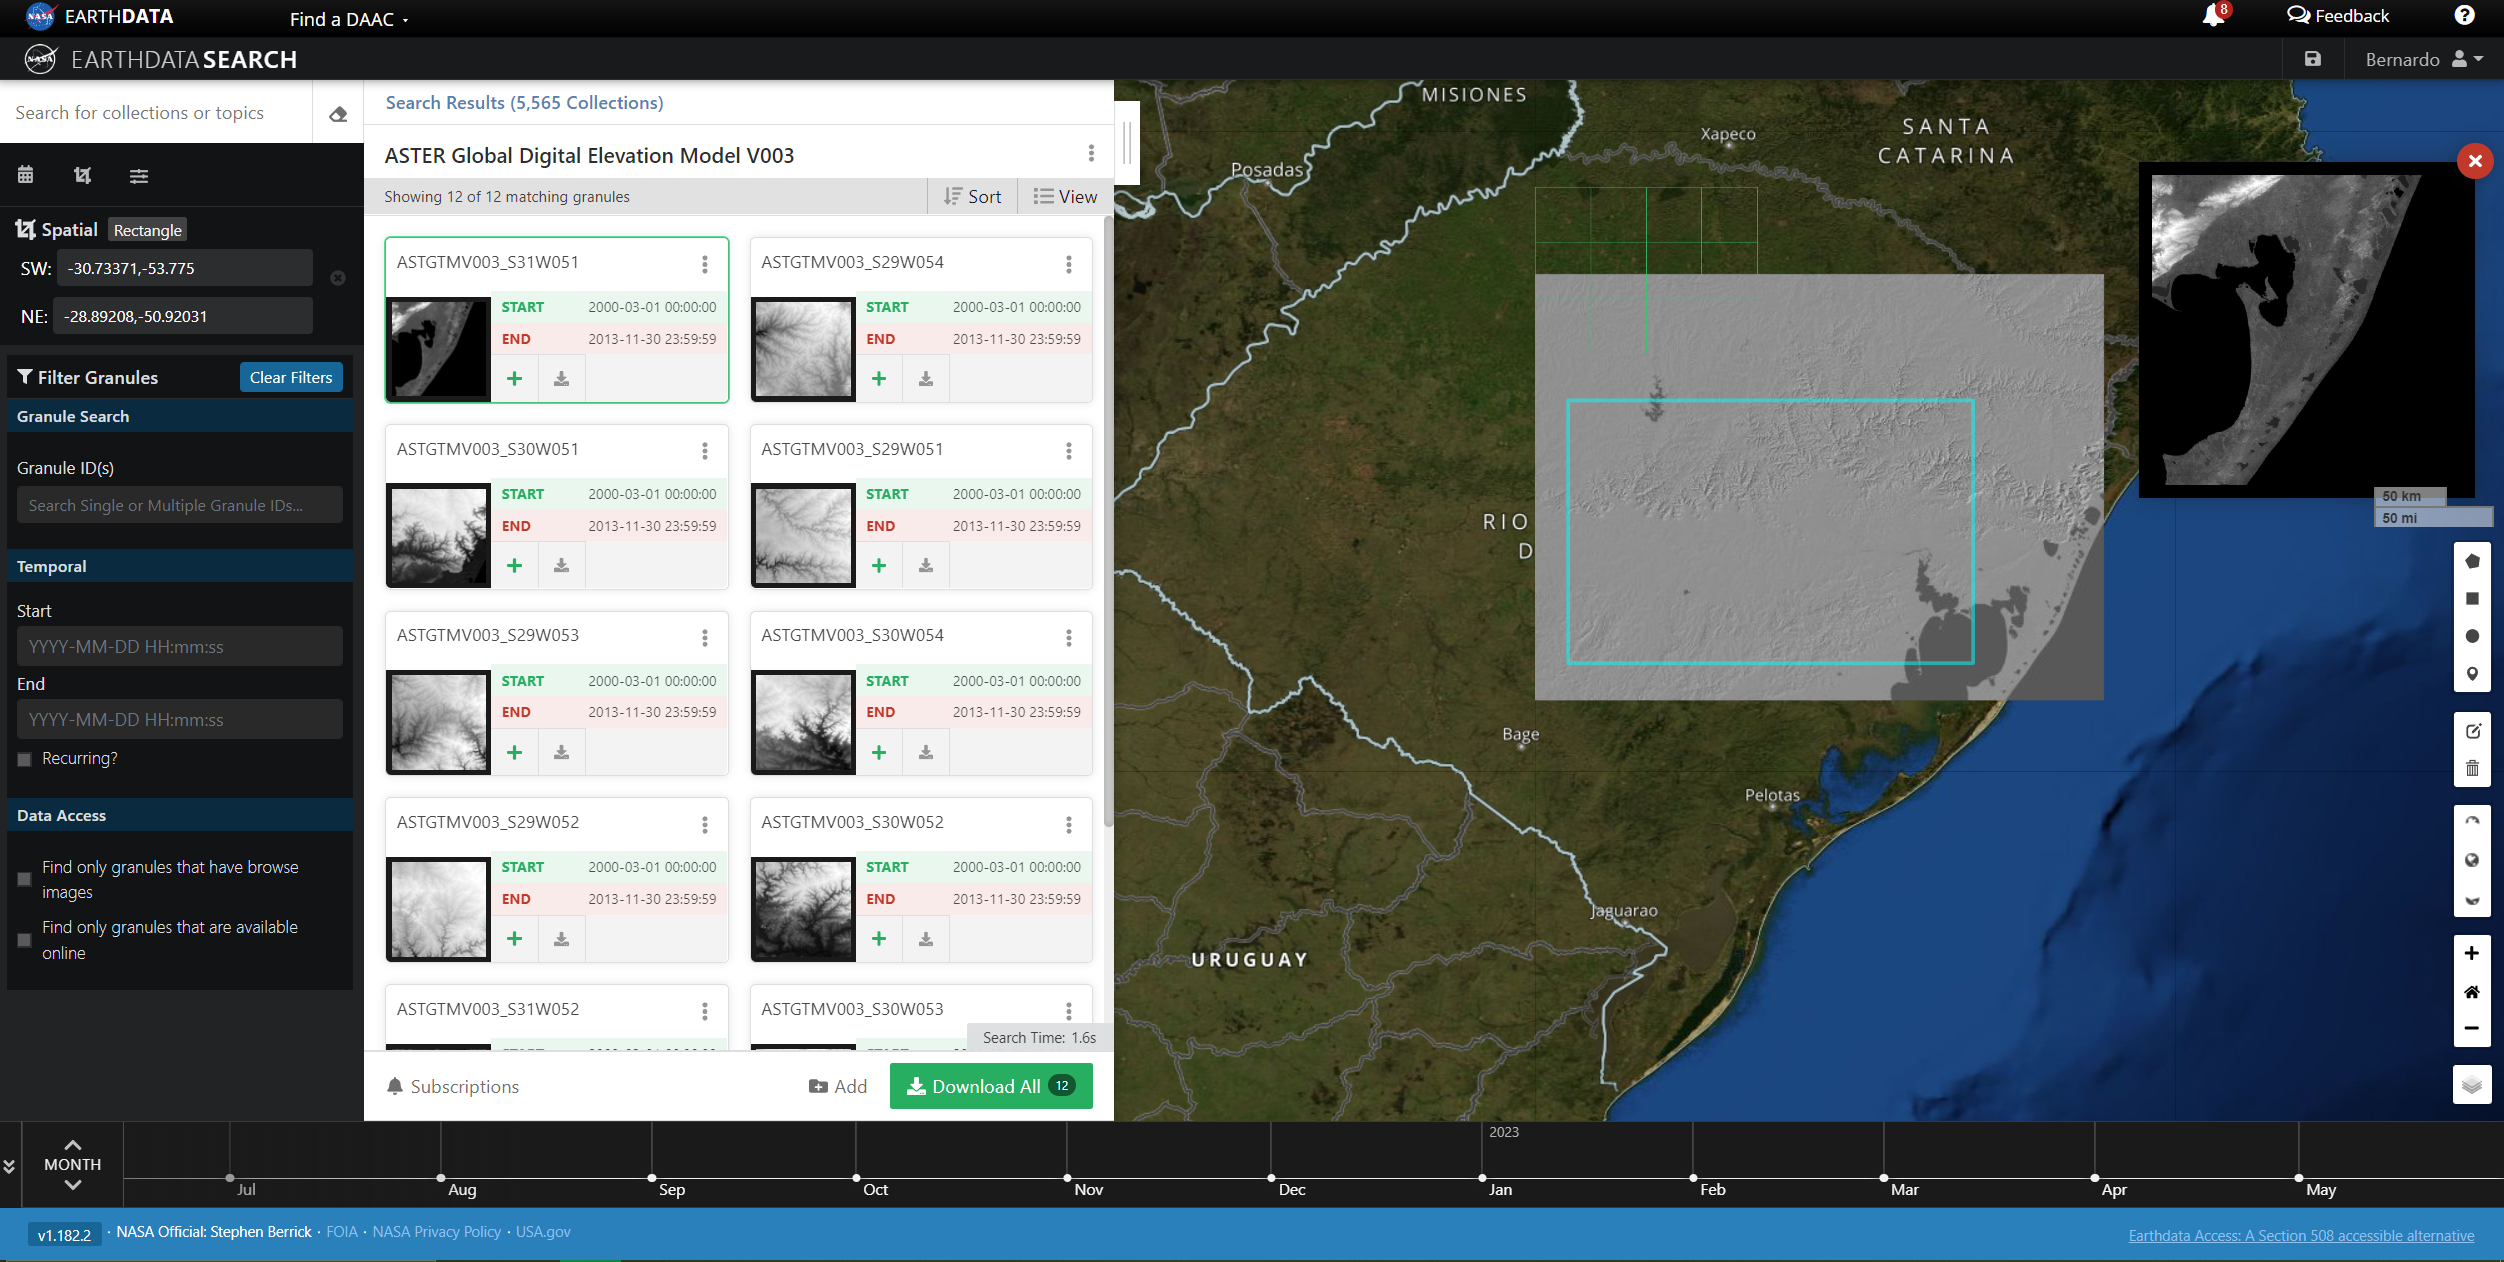 NASA EARTHDATA
Find a DAAC
8
Feedback
?
NASA EARTHDATA SEARCH
Bernardo
Search for collections or topics
Spatial Rectangle
SW: -30.73371,-53.775
NE: -28.89208,-50.92031
Filter Granules
Clear Filters
Granule Search
Granule ID(s)
Search Single or Multiple Granule IDs...
Temporal
Start
YYYY-MM-DD HH:mm:ss
End
YYYY-MM-DD HH:mm:ss
Recurring?
Data Access
Find only granules that have browse
images
Find only granules that are available
online
Search Results (5,565 Collections)
ASTER Global Digital Elevation Model V003
Showing 12 of 12 matching granules
Sort
View
ASTGTMV003_S31W051
START 2000-03-01 00:00:00
END 2013-11-30 23:59:59
ASTGTMV003_S29W054
START 2000-03-01 00:00:00
END 2013-11-30 23:59:59
ASTGTMV003_S30W051
START 2000-03-01 00:00:00
END 2013-11-30 23:59:59
ASTGTMV003_S29W051
START 2000-03-01 00:00:00
END 2013-11-30 23:59:59
ASTGTMV003_S29W053
START 2000-03-01 00:00:00
END 2013-11-30 23:59:59
ASTGTMV003_S30W054
START 2000-03-01 00:00:00
END 2013-11-30 23:59:59
ASTGTMV003_S29W052
START 2000-03-01 00:00:00
END 2013-11-30 23:59:59
ASTGTMV003_S30W052
START 2000-03-01 00:00:00
END 2013-11-30 23:59:59
ASTGTMV003_S31W052
ASTGTMV003_S30W053
Search Time: 1.6s
Subscriptions
Add
Download All 12
MISIONES
Posadas
Xapeco
SANTA
CATARINA
RIO
D
Bage
Pelotas
Jaguarao
URUGUAY
50 km
50 mi
MONTH
2023
Jul
Aug
Sep
Oct
Nov
Dec
Jan
Feb
Mar
Apr
May
v1.182.2 · NASA Official: Stephen Berrick · FOIA · NASA Privacy Policy · USA.gov
Earthdata Access: A Section 508 accessible alternative